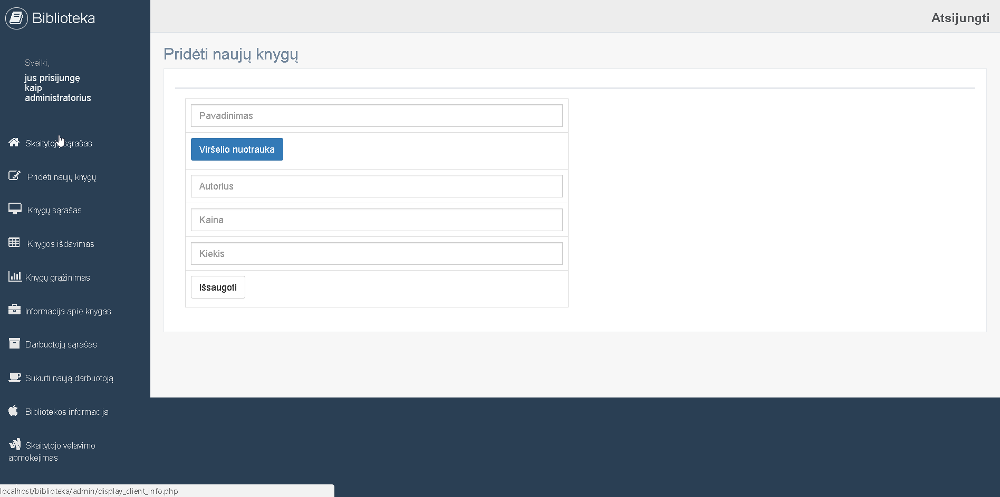 Biblioteka
Atsijungti
Sveiki,
jūs prisijungę
kaip
administratorius
Skaitytojų sąrašas
Pridėti naujų knygų
Knygų sąrašas
Knygos išdavimas
Knygų grąžinimas
Informacija apie knygas
Darbuotojų sąrašas
Sukurti naują darbuotoją
Bibliotekos informacija
Skaitytojo vėlavimo
apmokėjimas
Pridėti naujų knygų
Pavadinimas
Viršelio nuotrauka
Autorius
Kaina
Kiekis
Išsaugoti
localhost/biblioteka/admin/display_client_info.php